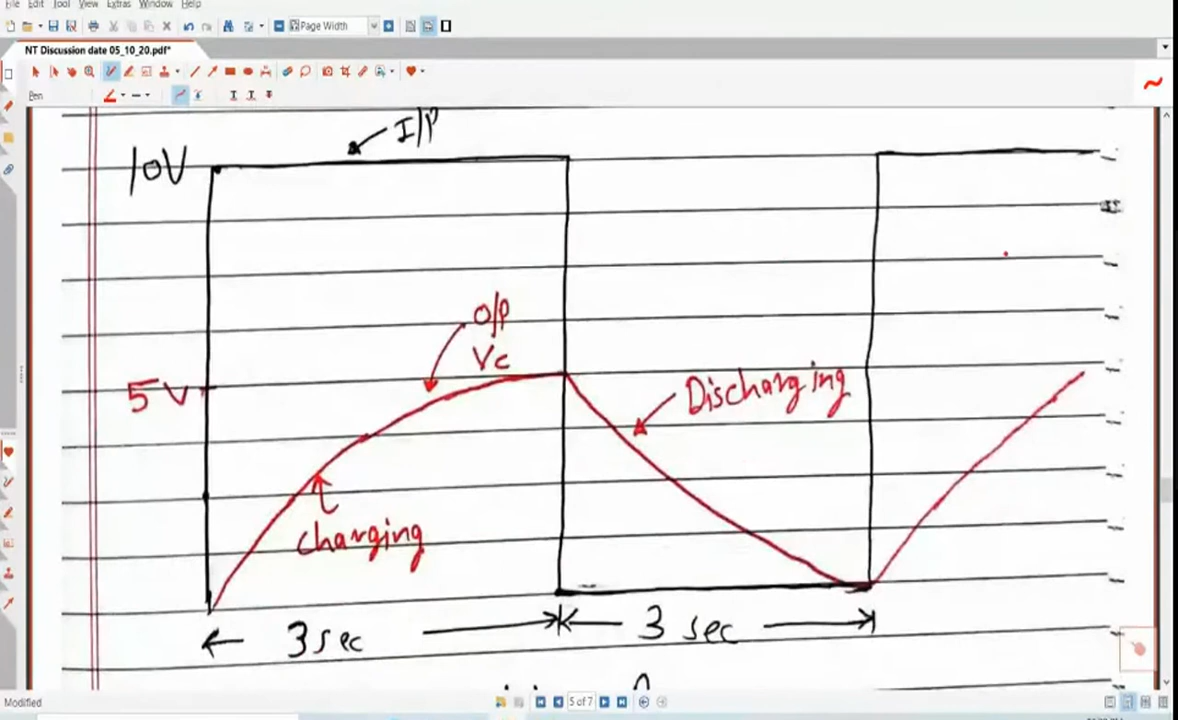 File Edit Tool View Extras Window Help
Page Width
NT Discussion date 05_10_20.pdf*
Pen
I/P
10V
O/P
Vc
5V
Discharging
charging
3 sec
3 sec
Modified
5 of 7